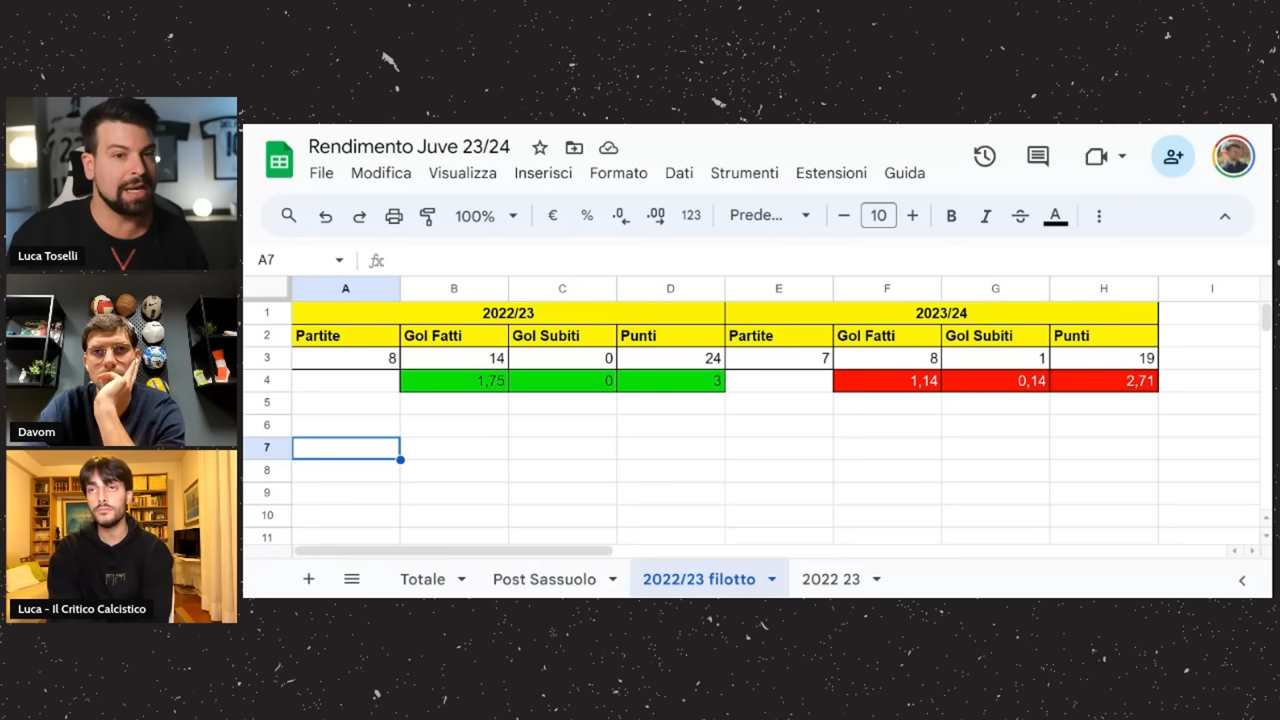 Luca Toselli
Davom
Luca - Il Critico Calcistico
Rendimento Juve 23/24
File Modifica Visualizza Inserisci Formato Dati Strumenti Estensioni Guida
100% € % .0 .00 123 Prede... 10 B I S A
A7 fx
A B C D E F G H I
1 2022/23 2023/24
2 Partite Gol Fatti Gol Subiti Punti Partite Gol Fatti Gol Subiti Punti
3 8 14 0 24 7 8 1 19
4 1,75 0 3 1,14 0,14 2,71
5
6
7
8
9
10
11
Totale Post Sassuolo 2022/23 filotto 2022 23